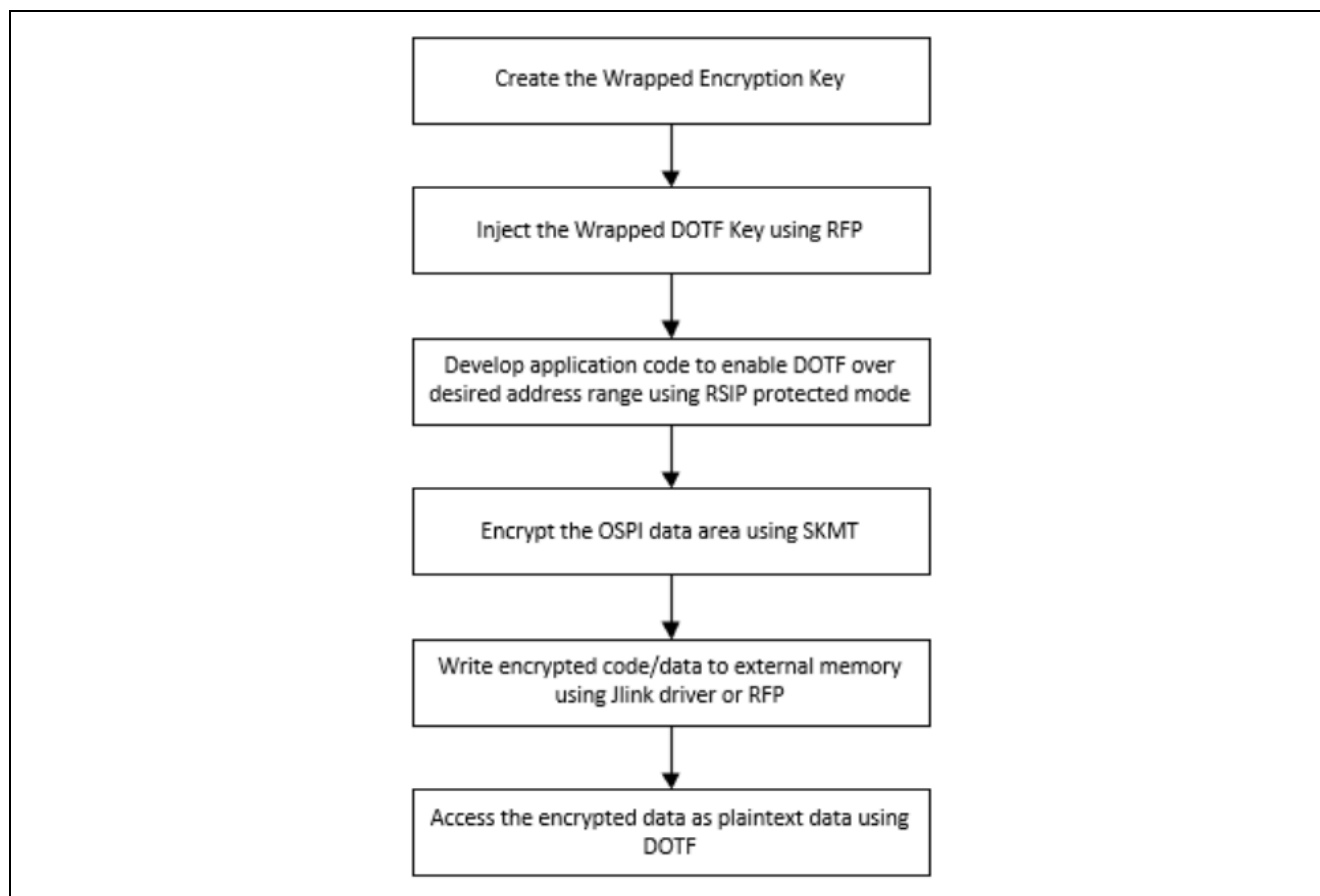 Create the Wrapped Encryption Key
Inject the Wrapped DOTF Key using RFP
Develop application code to enable DOTF over
desired address range using RSIP protected mode
Encrypt the OSPI data area using SKMT
Write encrypted code/data to external memory
using Jlink driver or RFP
Access the encrypted data as plaintext data using
DOTF